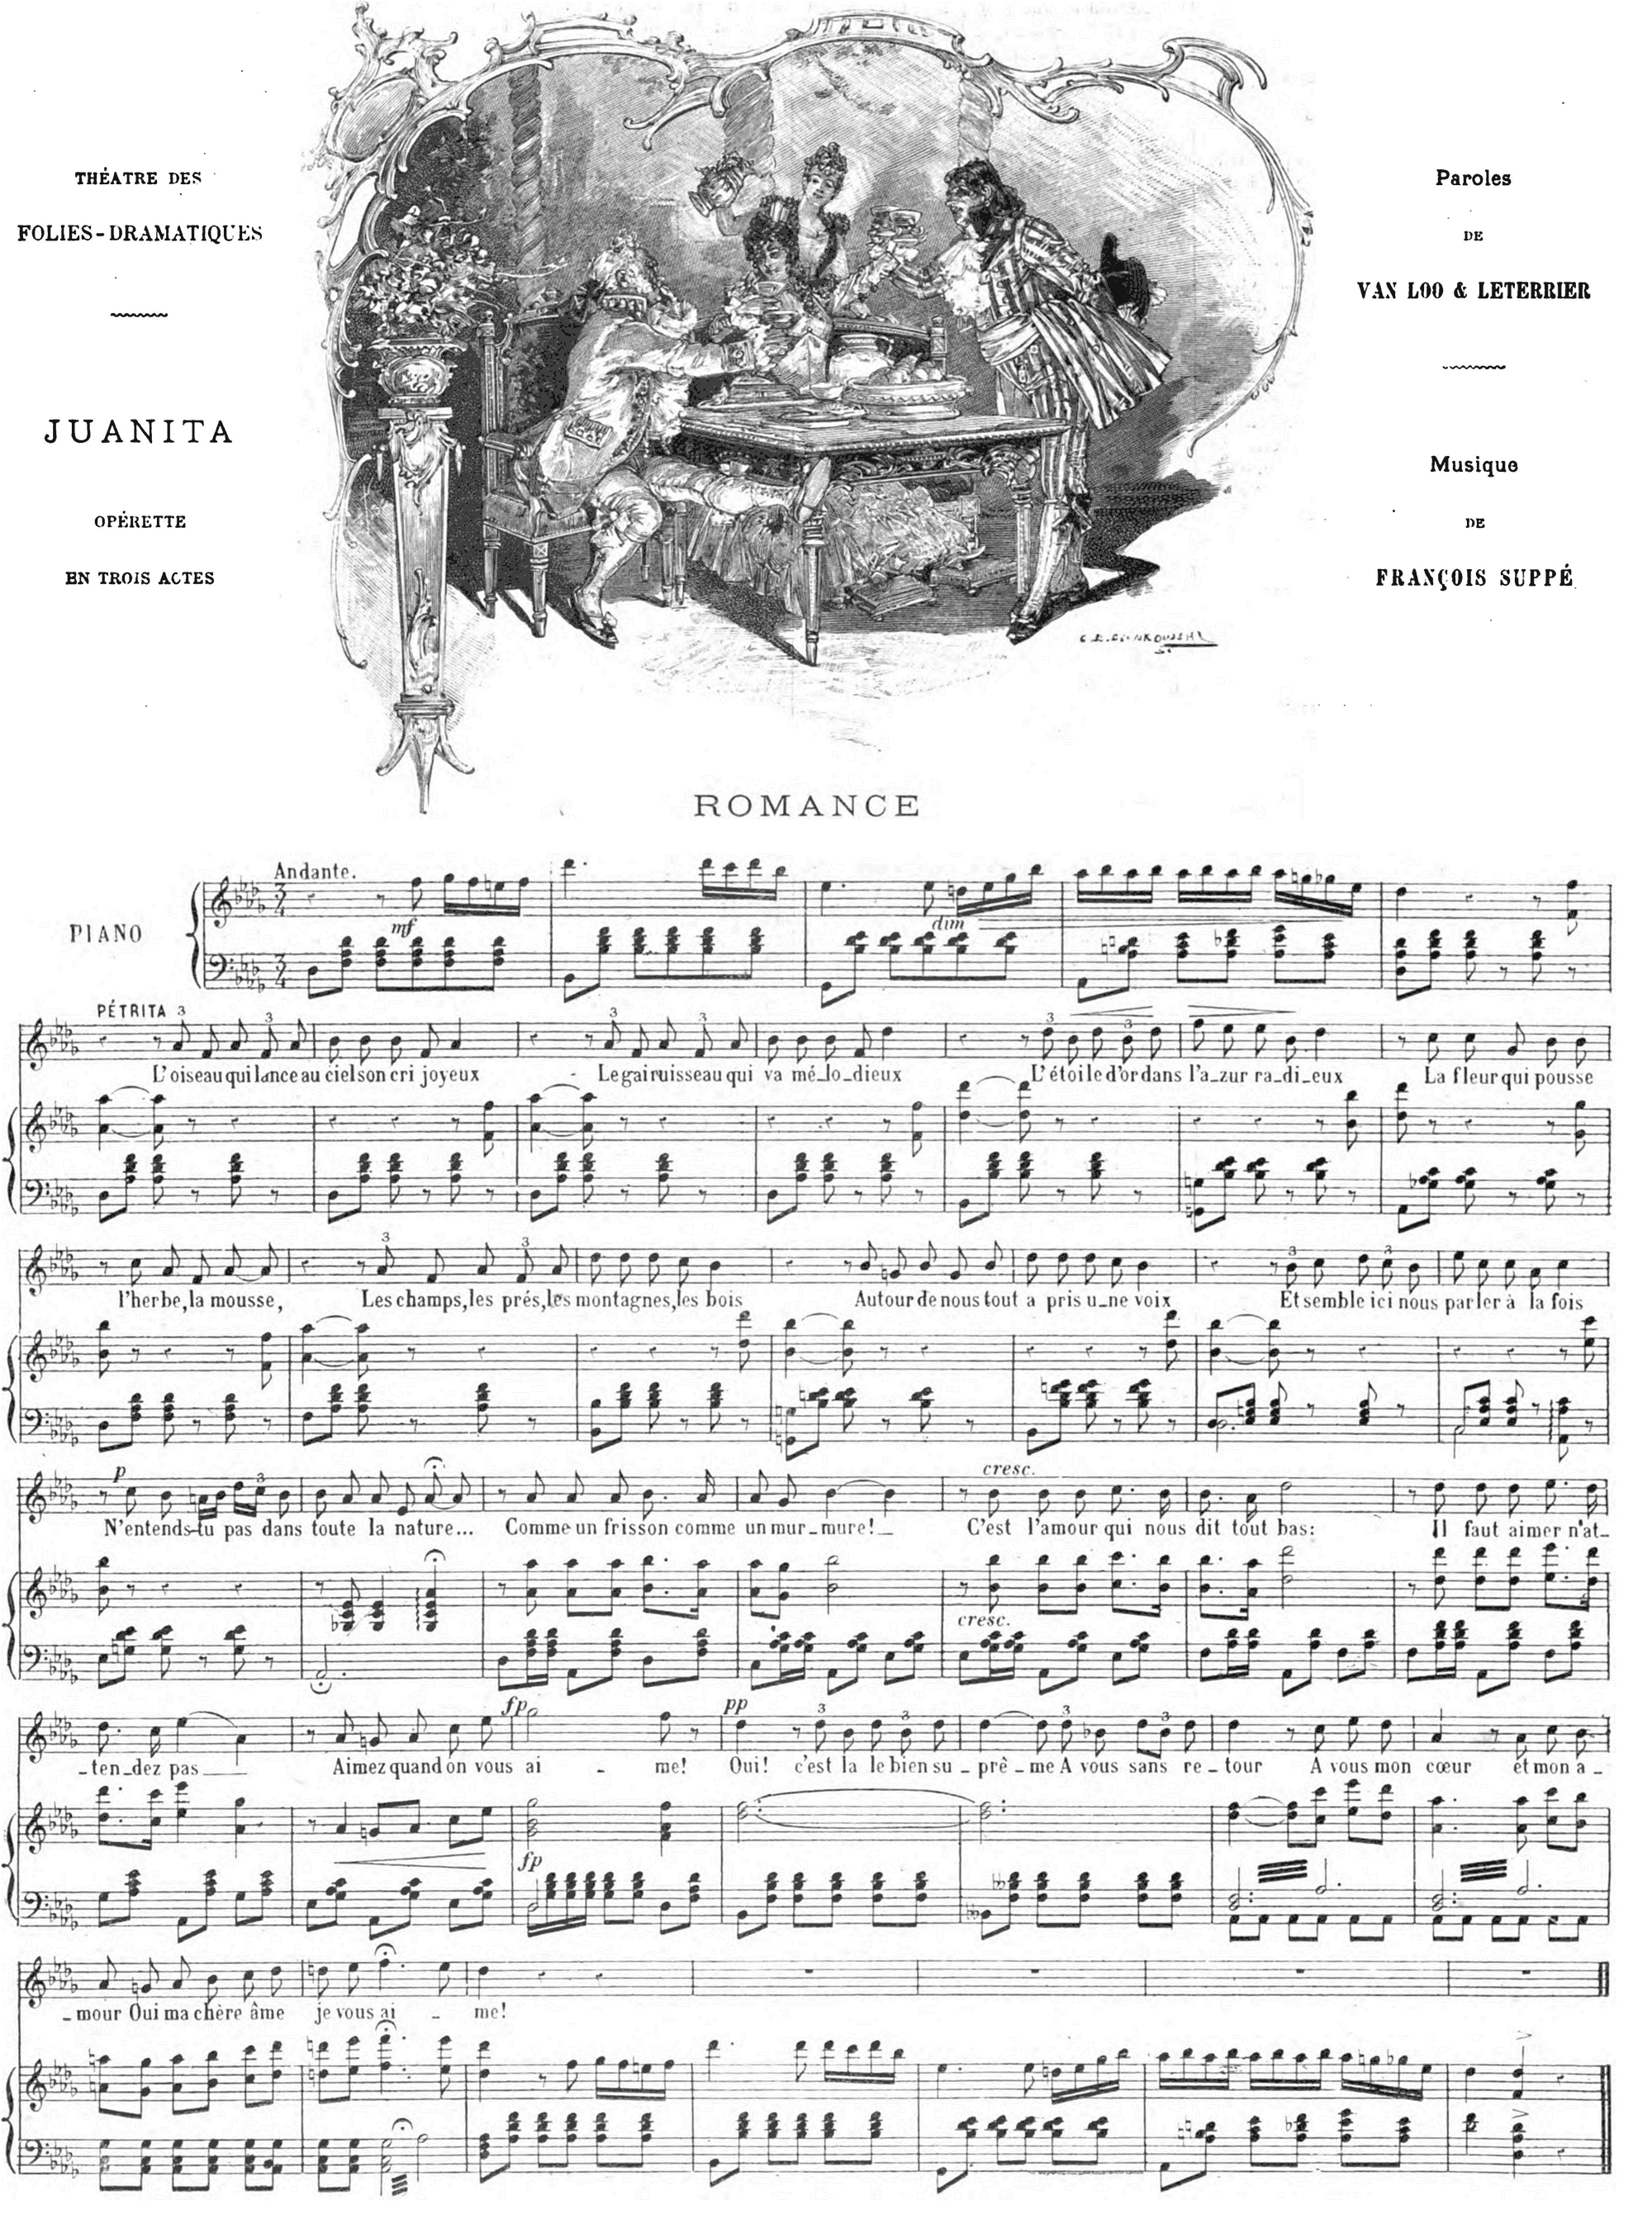 THÉATRE DES
FOLIES-DRAMATIQUES
JUANITA
OPÉRETTE
EN TROIS ACTES
Paroles
DE
VAN LOO & LETERRIER
Musique
DE
FRANÇOIS SUPPÉ
ROMANCE
Andante.
PIANO
mf
dim
PÉTRITA
L'oiseau qui lance au ciel son cri joyeux - Le gai ruisseau qui va mé_lo_dieux L'étoile d'or dans l'a_zur ra_di_eux La fleur qui pousse
l'herbe, la mousse, Les champs, les prés, les montagnes, les bois Autour de nous tout a pris u_ne voix Et semble ici nous parler à la fois
p
N'entends-tu pas dans toute la nature... Comme un frisson comme un mur_mure!_ C'est l'amour qui nous dit tout bas: Il faut aimer n'at_
cresc.
cresc.
fp
pp
_ten_dez pas___ Aimez quand on vous ai - me! Oui! c'est la le bien su_prê_me A vous sans re_tour A vous mon cœur et mon a_
fp
_mour Oui ma chère âme je vous ai - me!